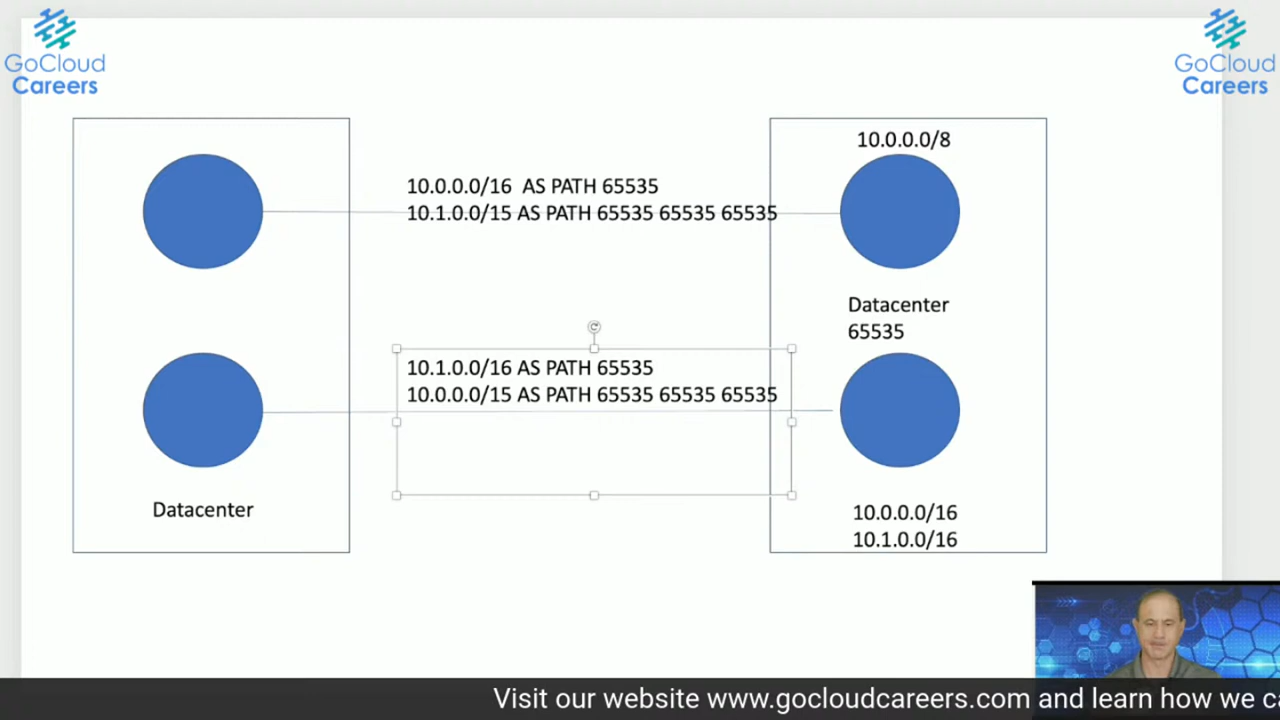 GoCloud
Careers
GoCloud
Careers
10.0.0.0/8
10.0.0.0/16 AS PATH 65535
10.1.0.0/15 AS PATH 65535 65535 65535
Datacenter
65535
10.1.0.0/16 AS PATH 65535
10.0.0.0/15 AS PATH 65535 65535 65535
Datacenter
10.0.0.0/16
10.1.0.0/16
Visit our website www.gocloudcareers.com and learn how we c